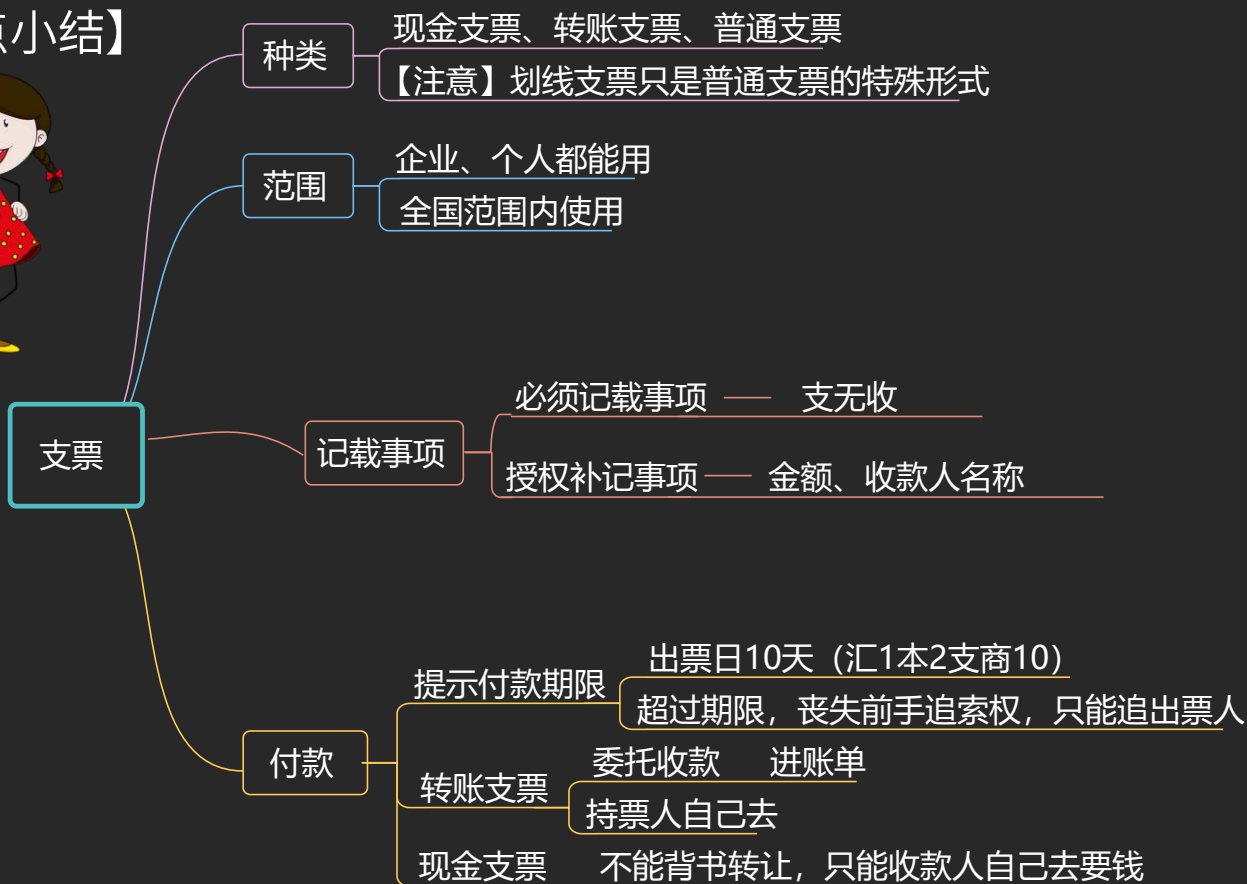 点小结】
种类
现金支票、转账支票、普通支票
【注意】划线支票只是普通支票的特殊形式
范围
企业、个人都能用
全国范围内使用
支票
记载事项
必须记载事项 支无收
授权补记事项 金额、收款人名称
付款
提示付款期限
出票日10天（汇1本2支商10）
超过期限，丧失前手追索权，只能追出票人
转账支票
委托收款 进账单
持票人自己去
现金支票 不能背书转让，只能收款人自己去要钱